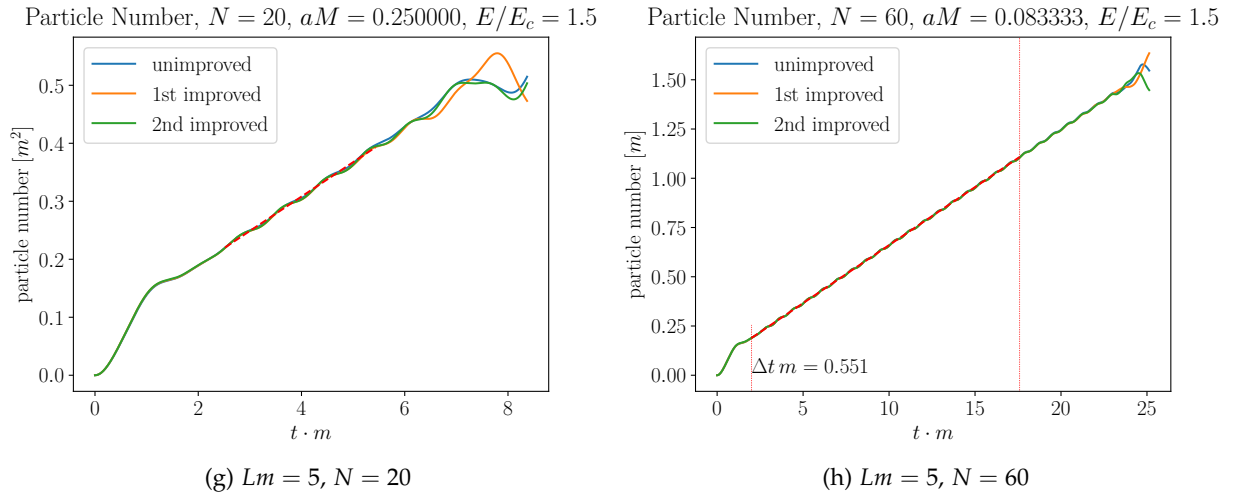 Particle Number, N = 20, aM = 0.250000, E/E_c = 1.5
unimproved
1st improved
2nd improved
particle number [m²]
0.5
0.4
0.3
0.2
0.1
0.0
0 2 4 6 8
t · m
(g) Lm = 5, N = 20
Particle Number, N = 60, aM = 0.083333, E/E_c = 1.5
unimproved
1st improved
2nd improved
particle number [m]
1.50
1.25
1.00
0.75
0.50
0.25
0.00
Δt m = 0.551
0 5 10 15 20 25
t · m
(h) Lm = 5, N = 60